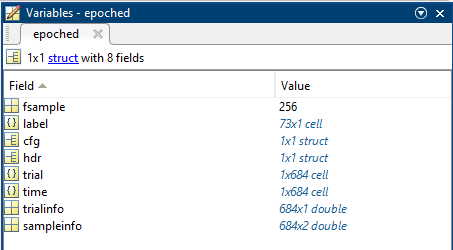 Variables - epoched
epoched
1x1 struct with 8 fields
Field Value
fsample 256
label 73x1 cell
cfg 1x1 struct
hdr 1x1 struct
trial 1x684 cell
time 1x684 cell
trialinfo 684x1 double
sampleinfo 684x2 double